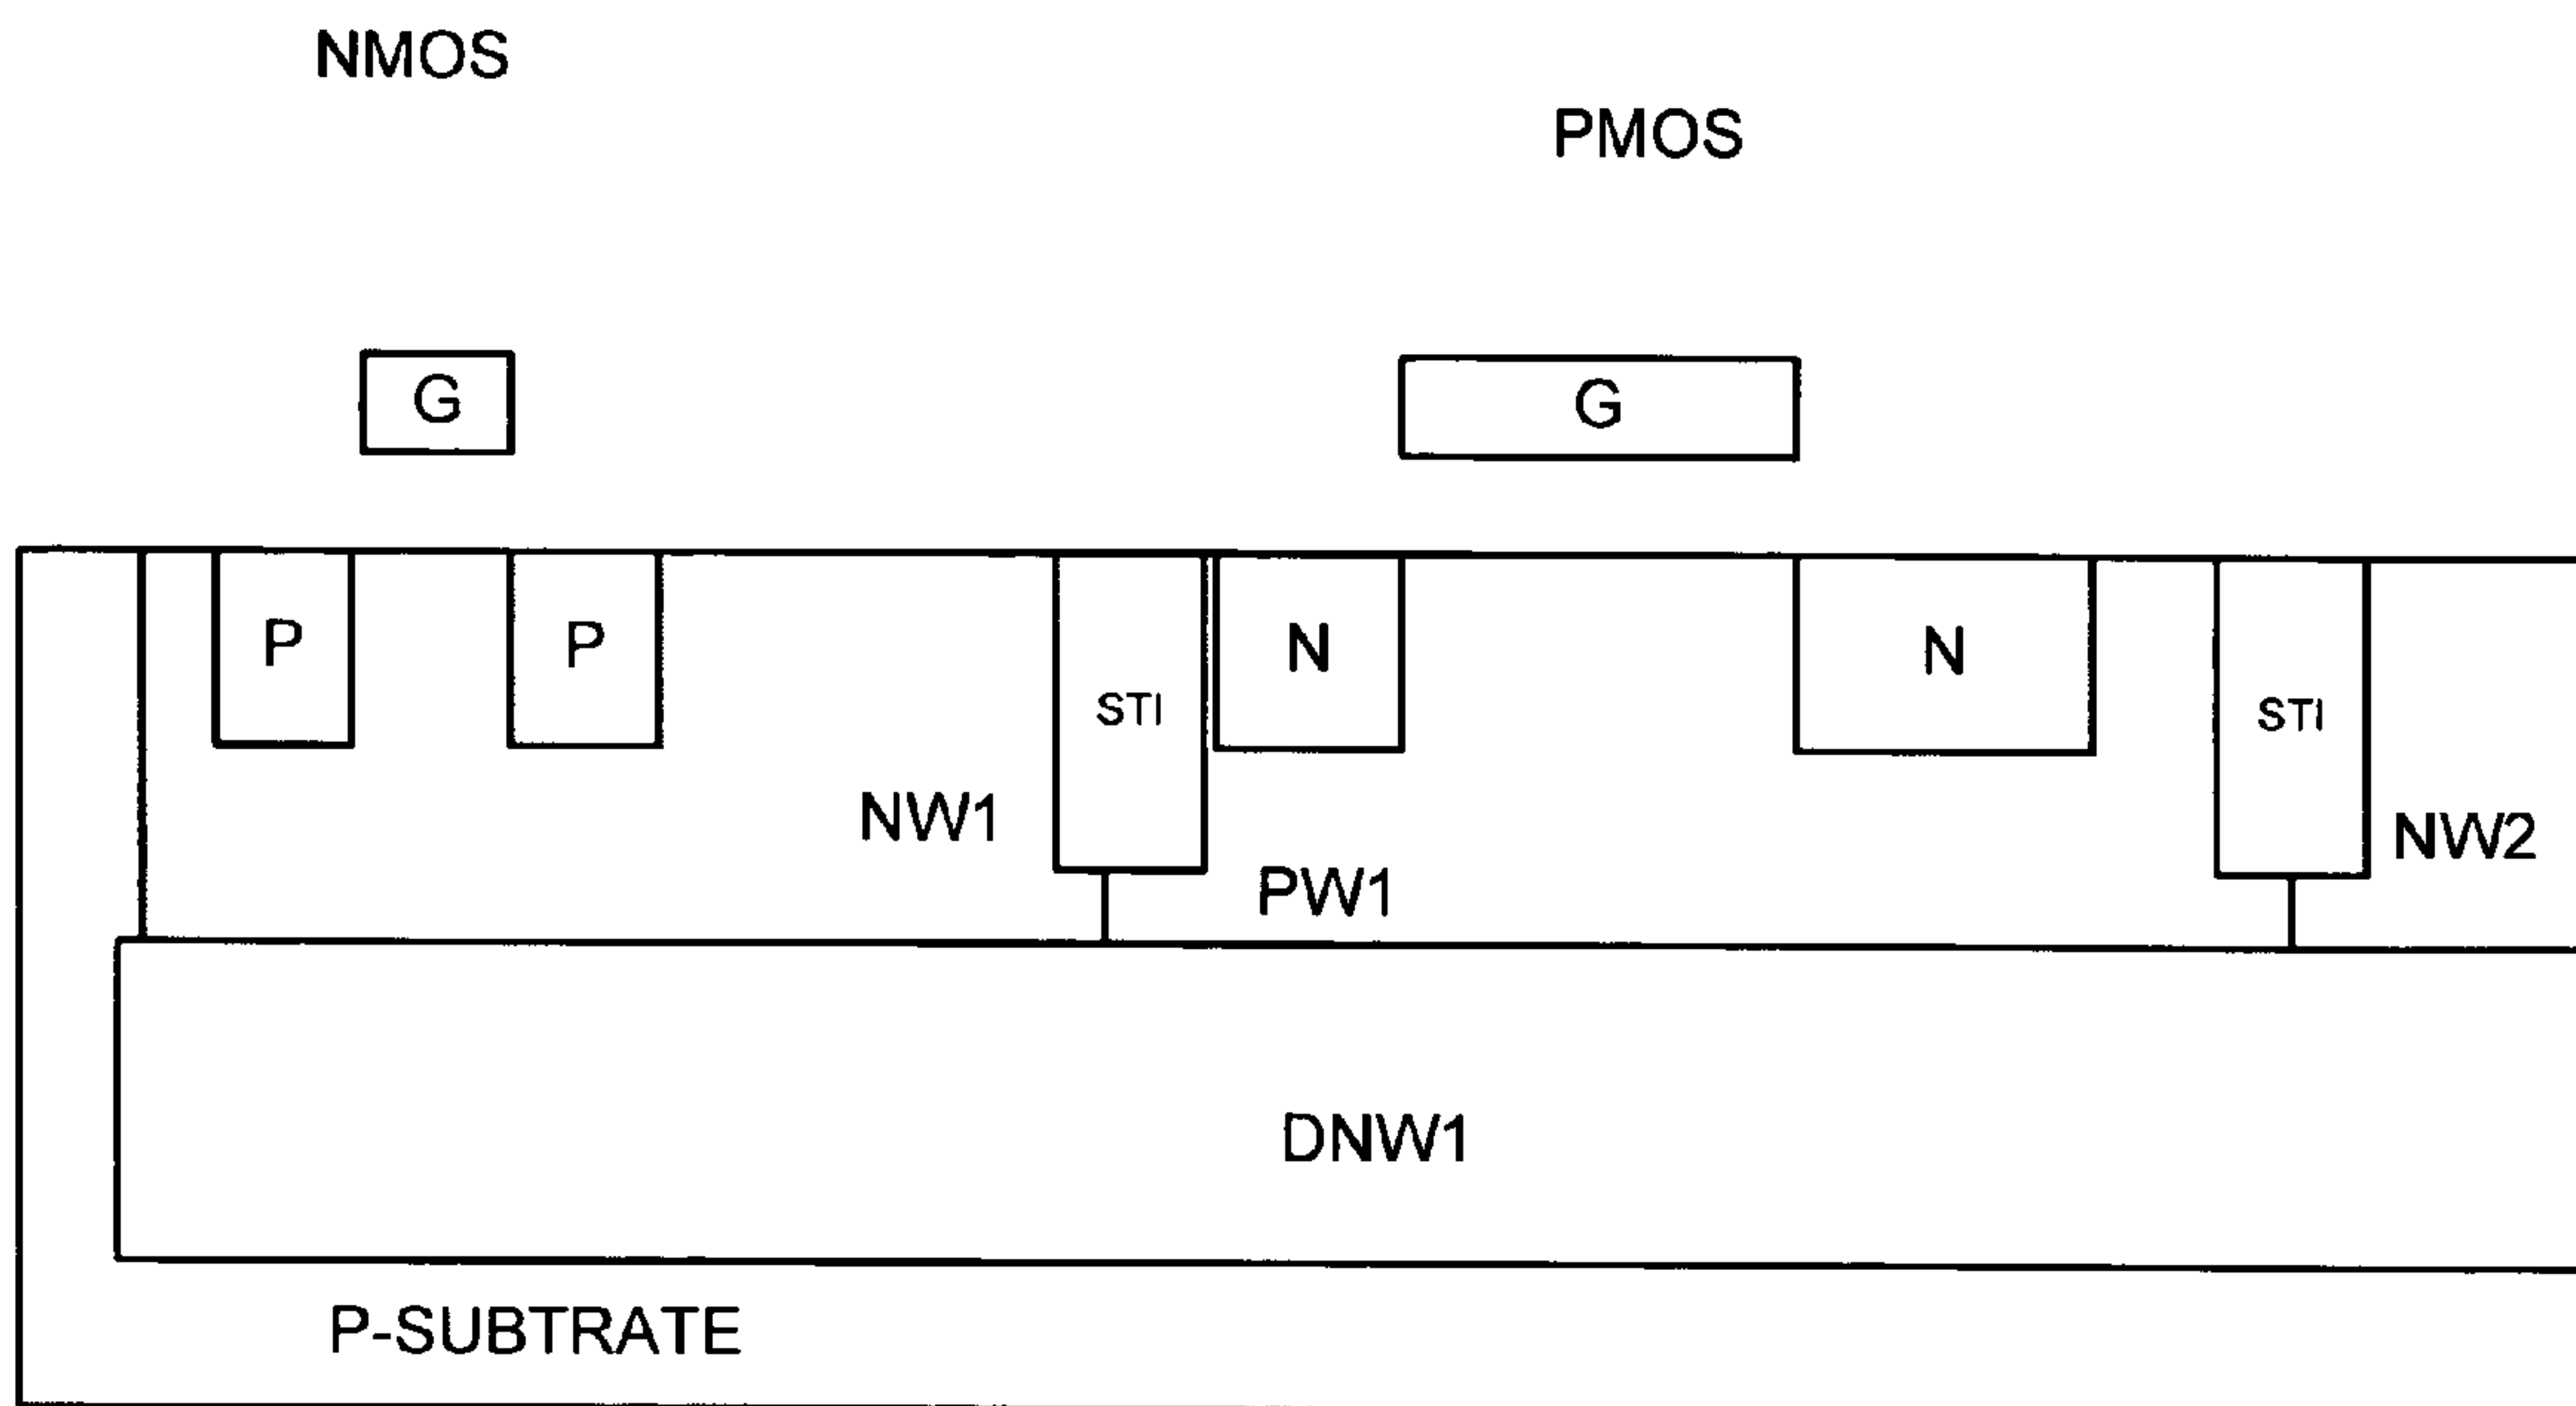 NMOS
PMOS
G
G
P
P
N
N
STI
STI
NW1
NW2
PW1
DNW1
P-SUBTRATE